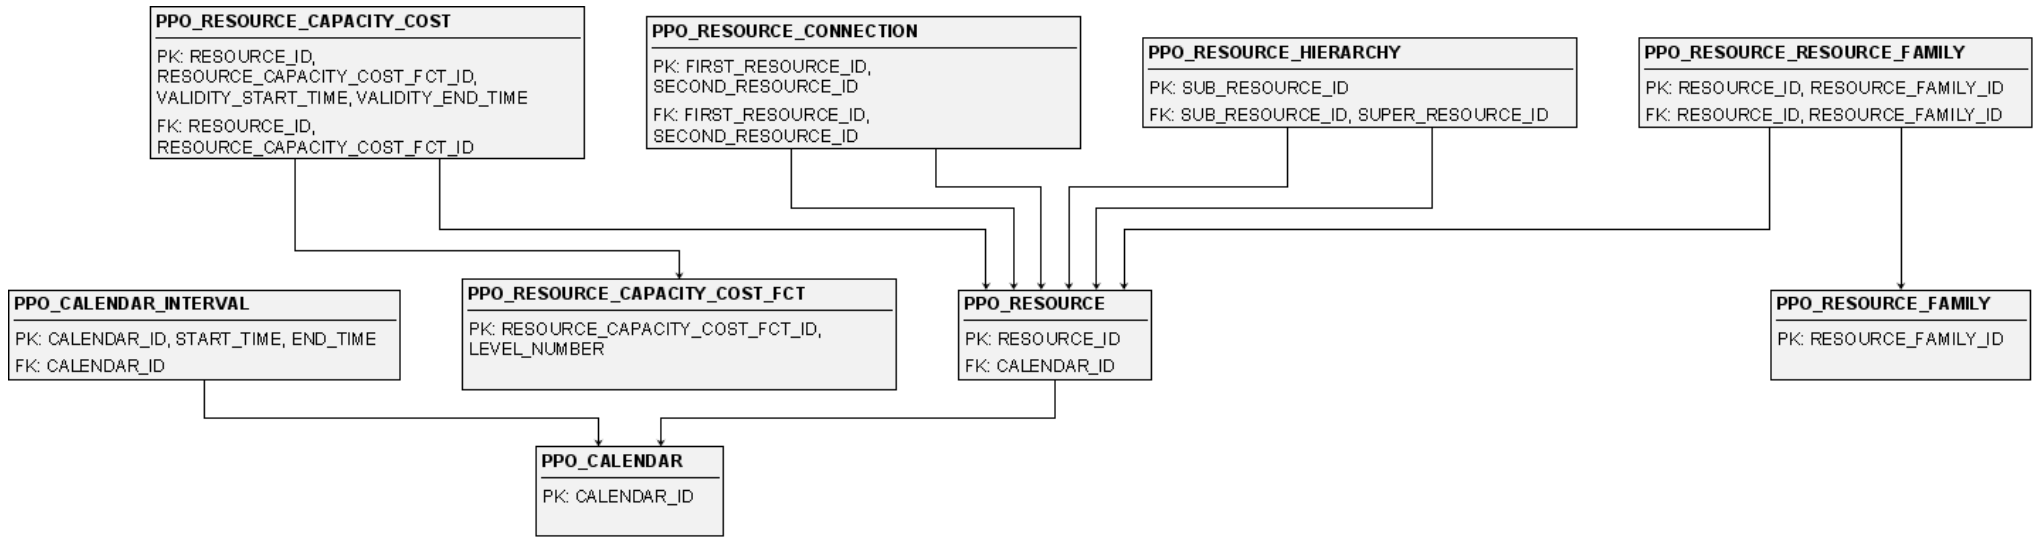 PPO_RESOURCE_CAPACITY_COST
PK: RESOURCE_ID,
RESOURCE_CAPACITY_COST_FCT_ID,
VALIDITY_START_TIME, VALIDITY_END_TIME
FK: RESOURCE_ID,
RESOURCE_CAPACITY_COST_FCT_ID
PPO_RESOURCE_CONNECTION
PK: FIRST_RESOURCE_ID,
SECOND_RESOURCE_ID
FK: FIRST_RESOURCE_ID,
SECOND_RESOURCE_ID
PPO_RESOURCE_HIERARCHY
PK: SUB_RESOURCE_ID
FK: SUB_RESOURCE_ID, SUPER_RESOURCE_ID
PPO_RESOURCE_RESOURCE_FAMILY
PK: RESOURCE_ID, RESOURCE_FAMILY_ID
FK: RESOURCE_ID, RESOURCE_FAMILY_ID
PPO_CALENDAR_INTERVAL
PK: CALENDAR_ID, START_TIME, END_TIME
FK: CALENDAR_ID
PPO_RESOURCE_CAPACITY_COST_FCT
PK: RESOURCE_CAPACITY_COST_FCT_ID,
LEVEL_NUMBER
PPO_RESOURCE
PK: RESOURCE_ID
FK: CALENDAR_ID
PPO_RESOURCE_FAMILY
PK: RESOURCE_FAMILY_ID
PPO_CALENDAR
PK: CALENDAR_ID